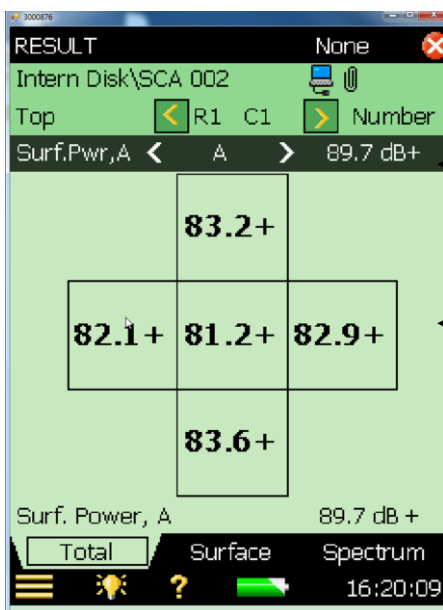 3000876
RESULT None
Intern Disk\SCA 002
Top < R1 C1 > Number
Surf.Pwr,A < A > 89.7 dB+
83.2+
82.1+ 81.2+ 82.9+
83.6+
Surf. Power, A 89.7 dB +
Total Surface Spectrum
? 16:20:09